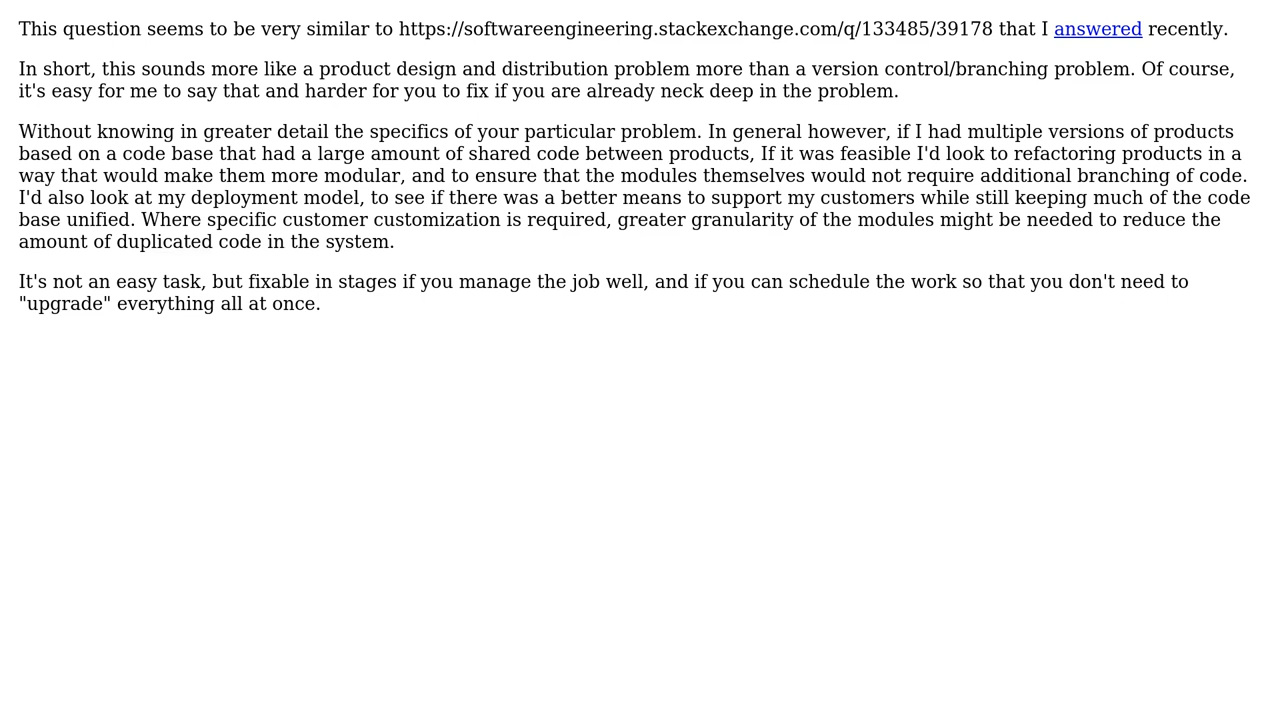 This question seems to be very similar to https://softwareengineering.stackexchange.com/q/133485/39178 that I answered recently.
In short, this sounds more like a product design and distribution problem more than a version control/branching problem. Of course,
it's easy for me to say that and harder for you to fix if you are already neck deep in the problem.
Without knowing in greater detail the specifics of your particular problem. In general however, if I had multiple versions of products
based on a code base that had a large amount of shared code between products, If it was feasible I'd look to refactoring products in a
way that would make them more modular, and to ensure that the modules themselves would not require additional branching of code.
I'd also look at my deployment model, to see if there was a better means to support my customers while still keeping much of the code
base unified. Where specific customer customization is required, greater granularity of the modules might be needed to reduce the
amount of duplicated code in the system.
It's not an easy task, but fixable in stages if you manage the job well, and if you can schedule the work so that you don't need to
"upgrade" everything all at once.